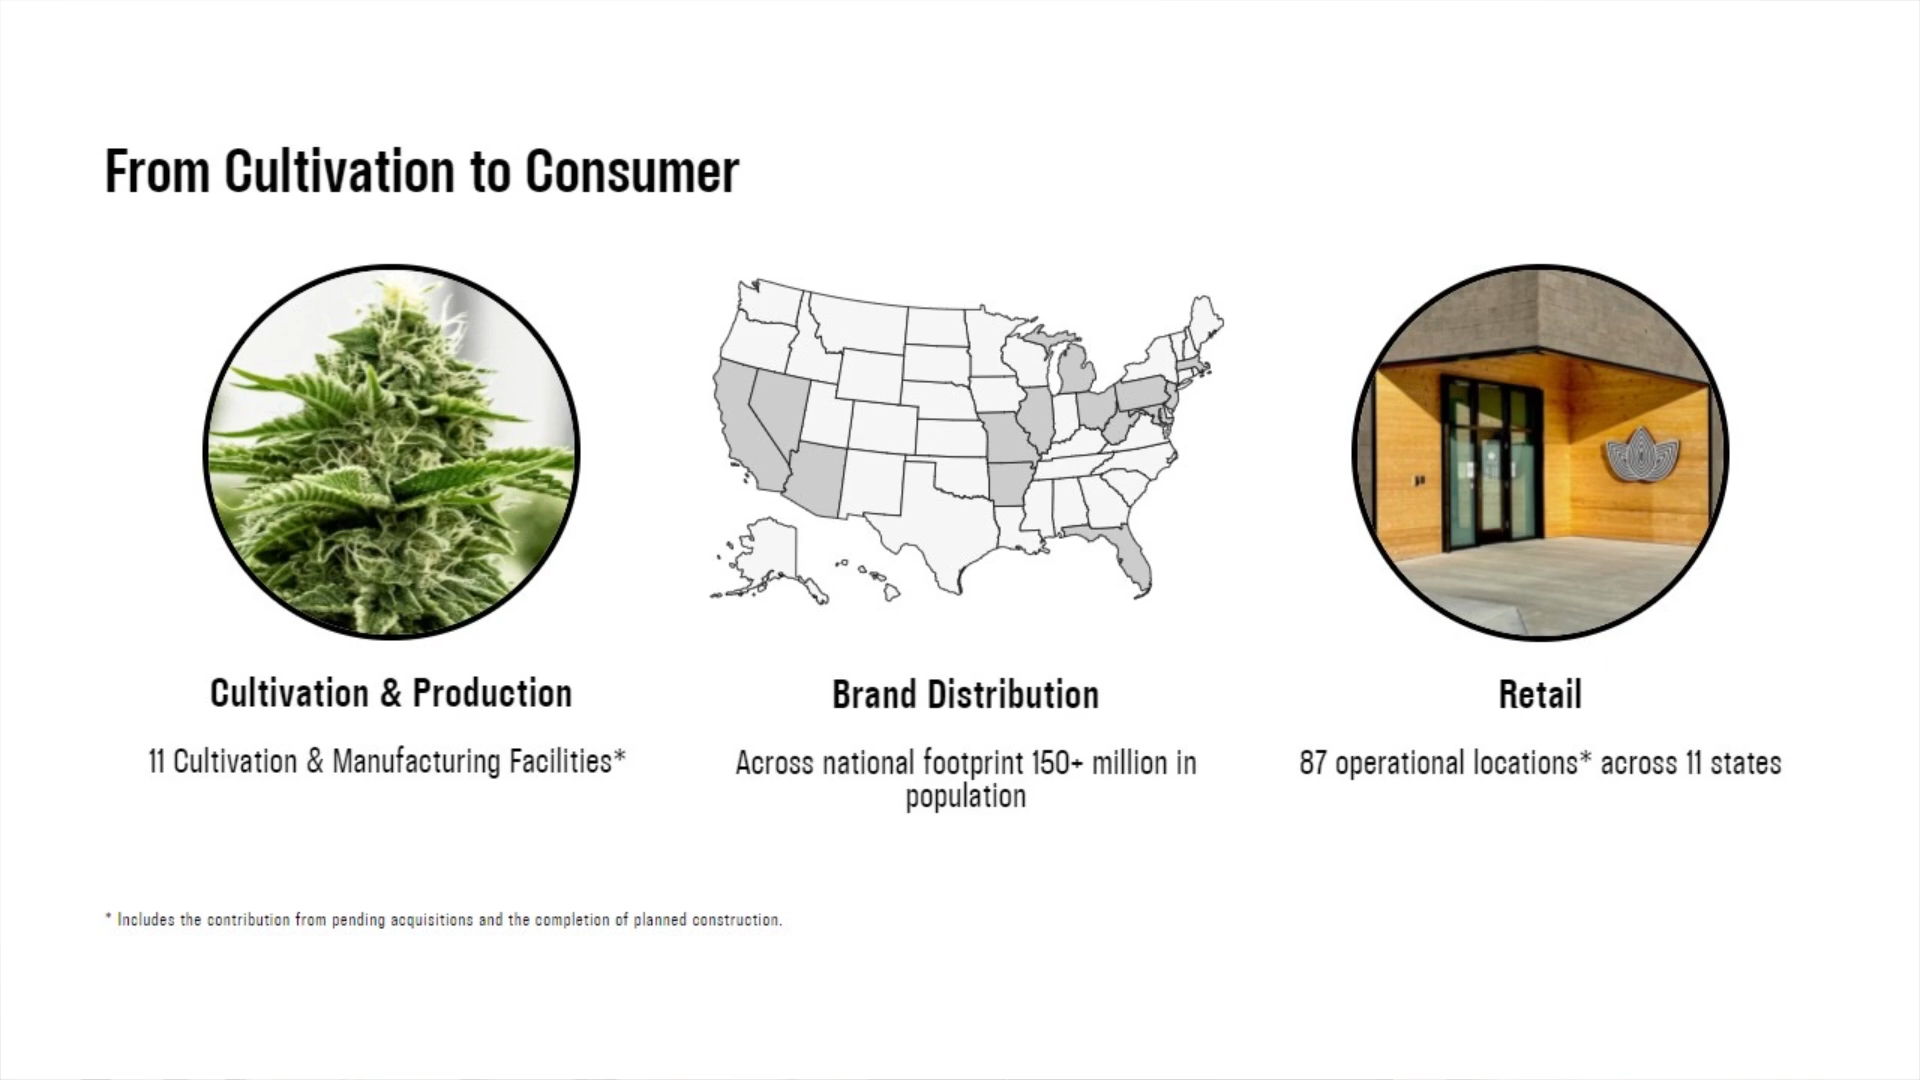 From Cultivation to Consumer
Cultivation & Production
11 Cultivation & Manufacturing Facilities*
Brand Distribution
Across national footprint 150+ million in
population
Retail
87 operational locations* across 11 states
* Includes the contribution from pending acquisitions and the completion of planned construction.